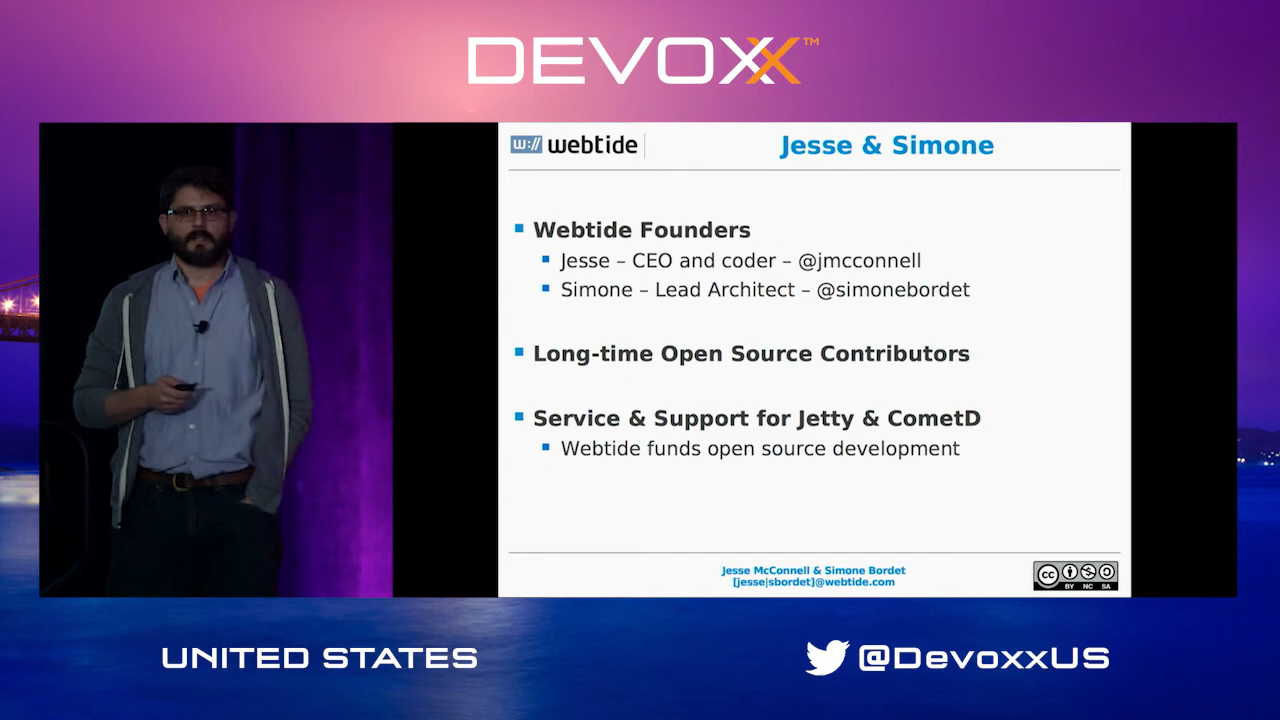 DEVOXX™
w:// webtide
Jesse & Simone
Webtide Founders
Jesse – CEO and coder – @jmcconnell
Simone – Lead Architect – @simonebordet
Long-time Open Source Contributors
Service & Support for Jetty & CometD
Webtide funds open source development
Jesse McConnell & Simone Bordet
[jesse|sbordet]@webtide.com
cc
BY NC SA
UNITED STATES
@DevoxxUS